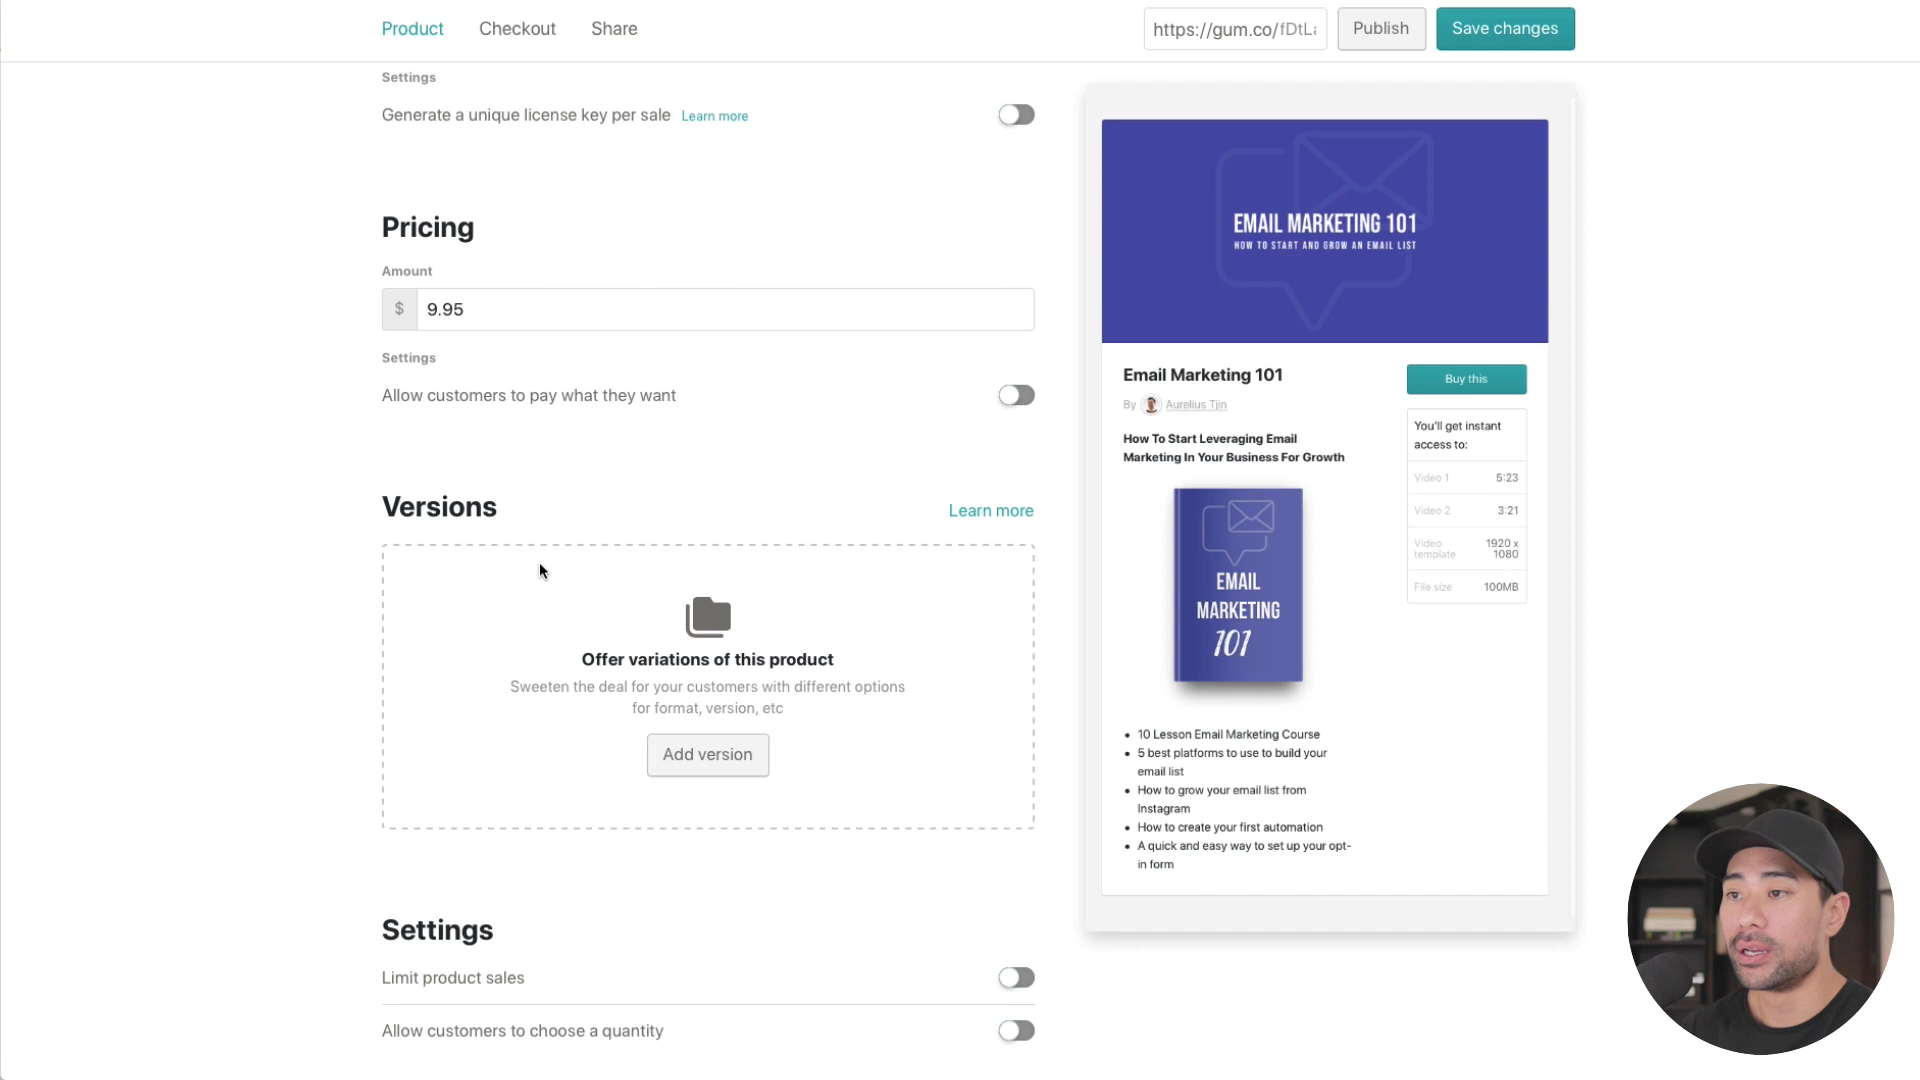 Product Checkout Share https://gum.co/fDtLa Publish Save changes
Settings
Generate a unique license key per sale Learn more
Pricing
Amount
$ 9.95
Settings
Allow customers to pay what they want
Versions Learn more
Offer variations of this product
Sweeten the deal for your customers with different options
for format, version, etc
Add version
Settings
Limit product sales
Allow customers to choose a quantity
EMAIL MARKETING 101
HOW TO START AND GROW AN EMAIL LIST
Email Marketing 101
By Aurelius Tjin
How To Start Leveraging Email
Marketing In Your Business For Growth
EMAIL
MARKETING
101
• 10 Lesson Email Marketing Course
• 5 best platforms to use to build your
email list
• How to grow your email list from
Instagram
• How to create your first automation
• A quick and easy way to set up your opt-
in form
Buy this
You'll get instant
access to:
Video 1 5:23
Video 2 3:21
Video 1920 x
template 1080
File size 100MB